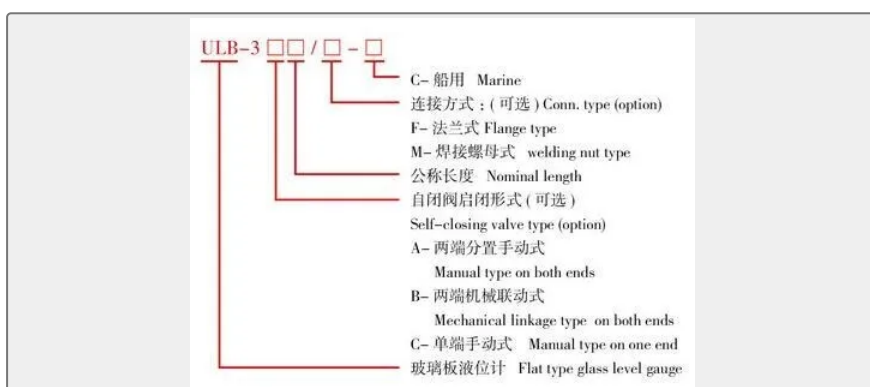 ULB-3 □□ / □ - □
C- 船用 Marine
连接方式 : ( 可选 ) Conn. type (option)
F- 法兰式 Flange type
M- 焊接螺母式 welding nut type
公称长度 Nominal length
自闭阀启闭形式 ( 可选 )
Self-closing valve type (option)
A- 两端分置手动式
Manual type on both ends
B- 两端机械联动式
Mechanical linkage type on both ends
C- 单端手动式 Manual type on one end
玻璃板液位计 Flat type glass level gauge